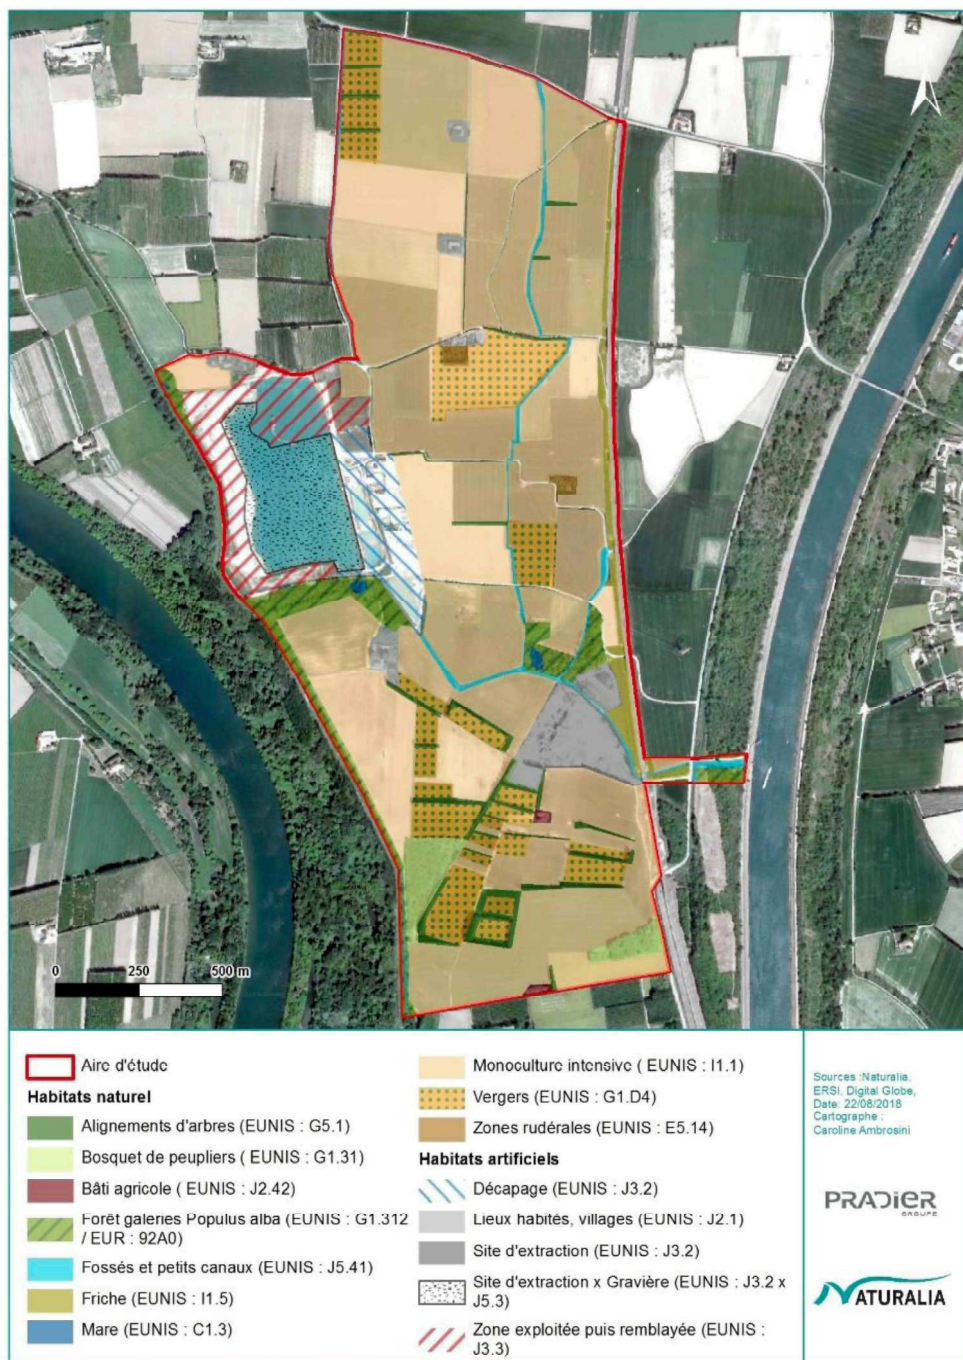 0 250 500 m
Aire d'étude
Habitats naturel
Alignements d'arbres (EUNIS : G5.1)
Bosquet de peupliers ( EUNIS : G1.31)
Bâti agricole ( EUNIS : J2.42)
Forêt galeries Populus alba (EUNIS : G1.312
/ EUR : 92A0)
Fossés et petits canaux (EUNIS : J5.41)
Friche (EUNIS : I1.5)
Mare (EUNIS : C1.3)
Monoculture intensive ( EUNIS : I1.1)
Vergers (EUNIS : G1.D4)
Zones rudérales (EUNIS : E5.14)
Habitats artificiels
Décapage (EUNIS : J3.2)
Lieux habités, villages (EUNIS : J2.1)
Site d'extraction (EUNIS : J3.2)
Site d'extraction x Gravière (EUNIS : J3.2 x
J5.3)
Zone exploitée puis remblayée (EUNIS :
J3.3)
Sources :Naturalia,
ERSI, Digital Globe,
Date: 22/08/2018
Cartographe :
Caroline Ambrosini
PRADIER
GROUPE
NATURALIA